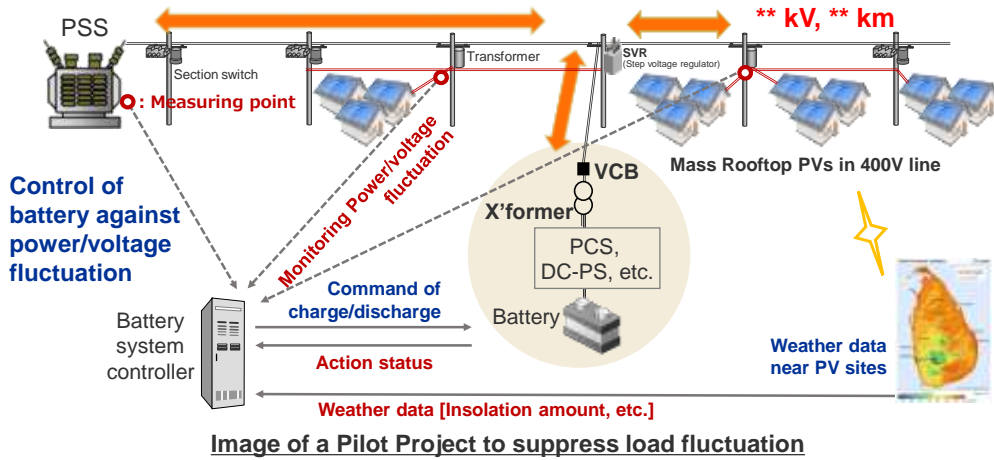 PSS
** kV, ** km
Section switch
Transformer
SVR
(Step voltage regulator)
: Measuring point
Mass Rooftop PVs in 400V line
Control of
battery against
power/voltage
fluctuation
Monitoring Power/voltage
fluctuation
VCB
X'former
PCS,
DC-PS, etc.
Battery
Battery
system
controller
Command of
charge/discharge
Action status
Weather data
near PV sites
Weather data [Insolation amount, etc.]
Image of a Pilot Project to suppress load fluctuation